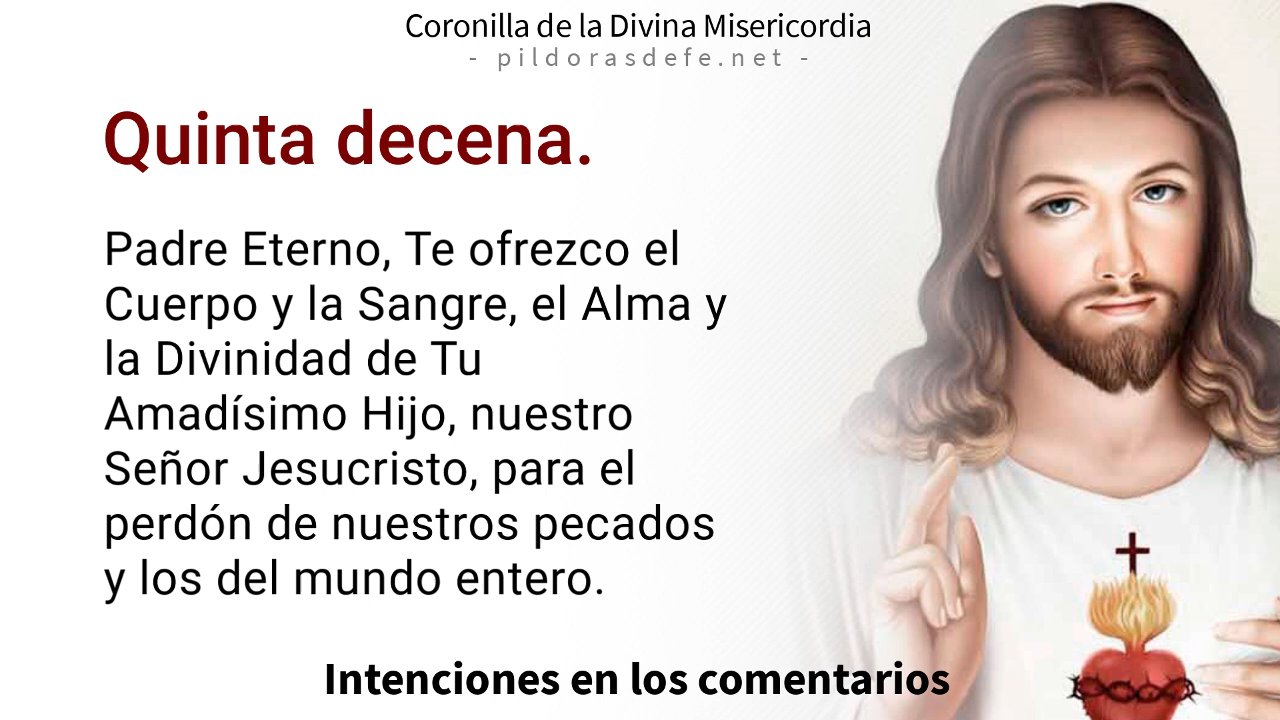 Coronilla de la Divina Misericordia
- pildorasdefe.net -
Quinta decena.
Padre Eterno, Te ofrezco el
Cuerpo y la Sangre, el Alma y
la Divinidad de Tu
Amadísimo Hijo, nuestro
Señor Jesucristo, para el
perdón de nuestros pecados
y los del mundo entero.
Intenciones en los comentarios